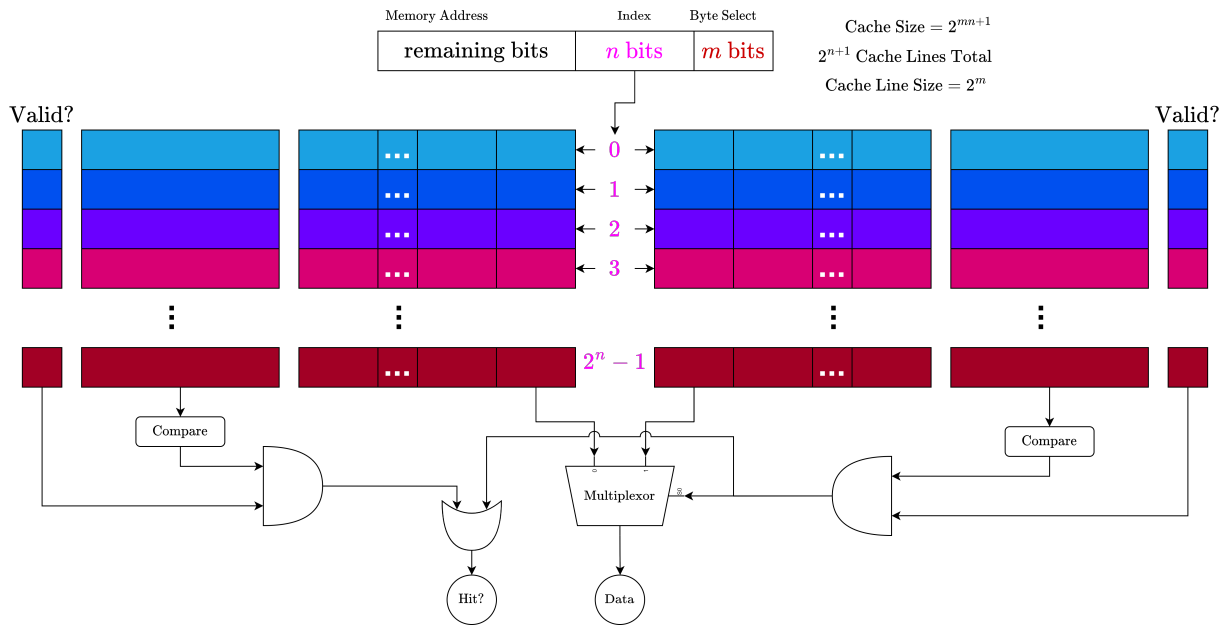 Memory Address Index Byte Select
remaining bits n bits m bits
Cache Size = 2^{mn+1}
2^{n+1} Cache Lines Total
Cache Line Size = 2^m
Valid? Valid?
... 0 ...
... 1 ...
... 2 ...
... 3 ...
... 2^n − 1 ...
Compare Compare
0 1
Multiplexor S0
Hit? Data